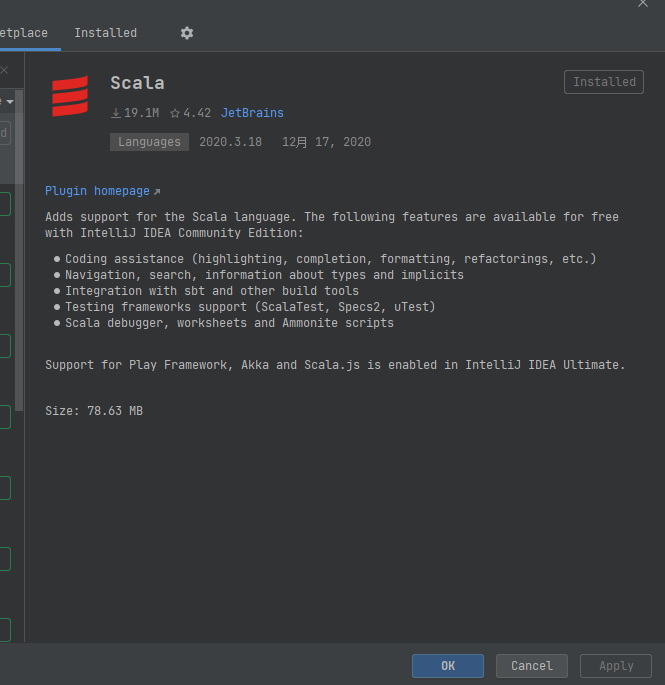 etplace Installed
Scala
Installed
19.1M 4.42 JetBrains
Languages 2020.3.18 12月 17, 2020
Plugin homepage
Adds support for the Scala language. The following features are available for free
with IntelliJ IDEA Community Edition:
Coding assistance (highlighting, completion, formatting, refactorings, etc.)
Navigation, search, information about types and implicits
Integration with sbt and other build tools
Testing frameworks support (ScalaTest, Specs2, uTest)
Scala debugger, worksheets and Ammonite scripts
Support for Play Framework, Akka and Scala.js is enabled in IntelliJ IDEA Ultimate.
Size: 78.63 MB
OK Cancel Apply